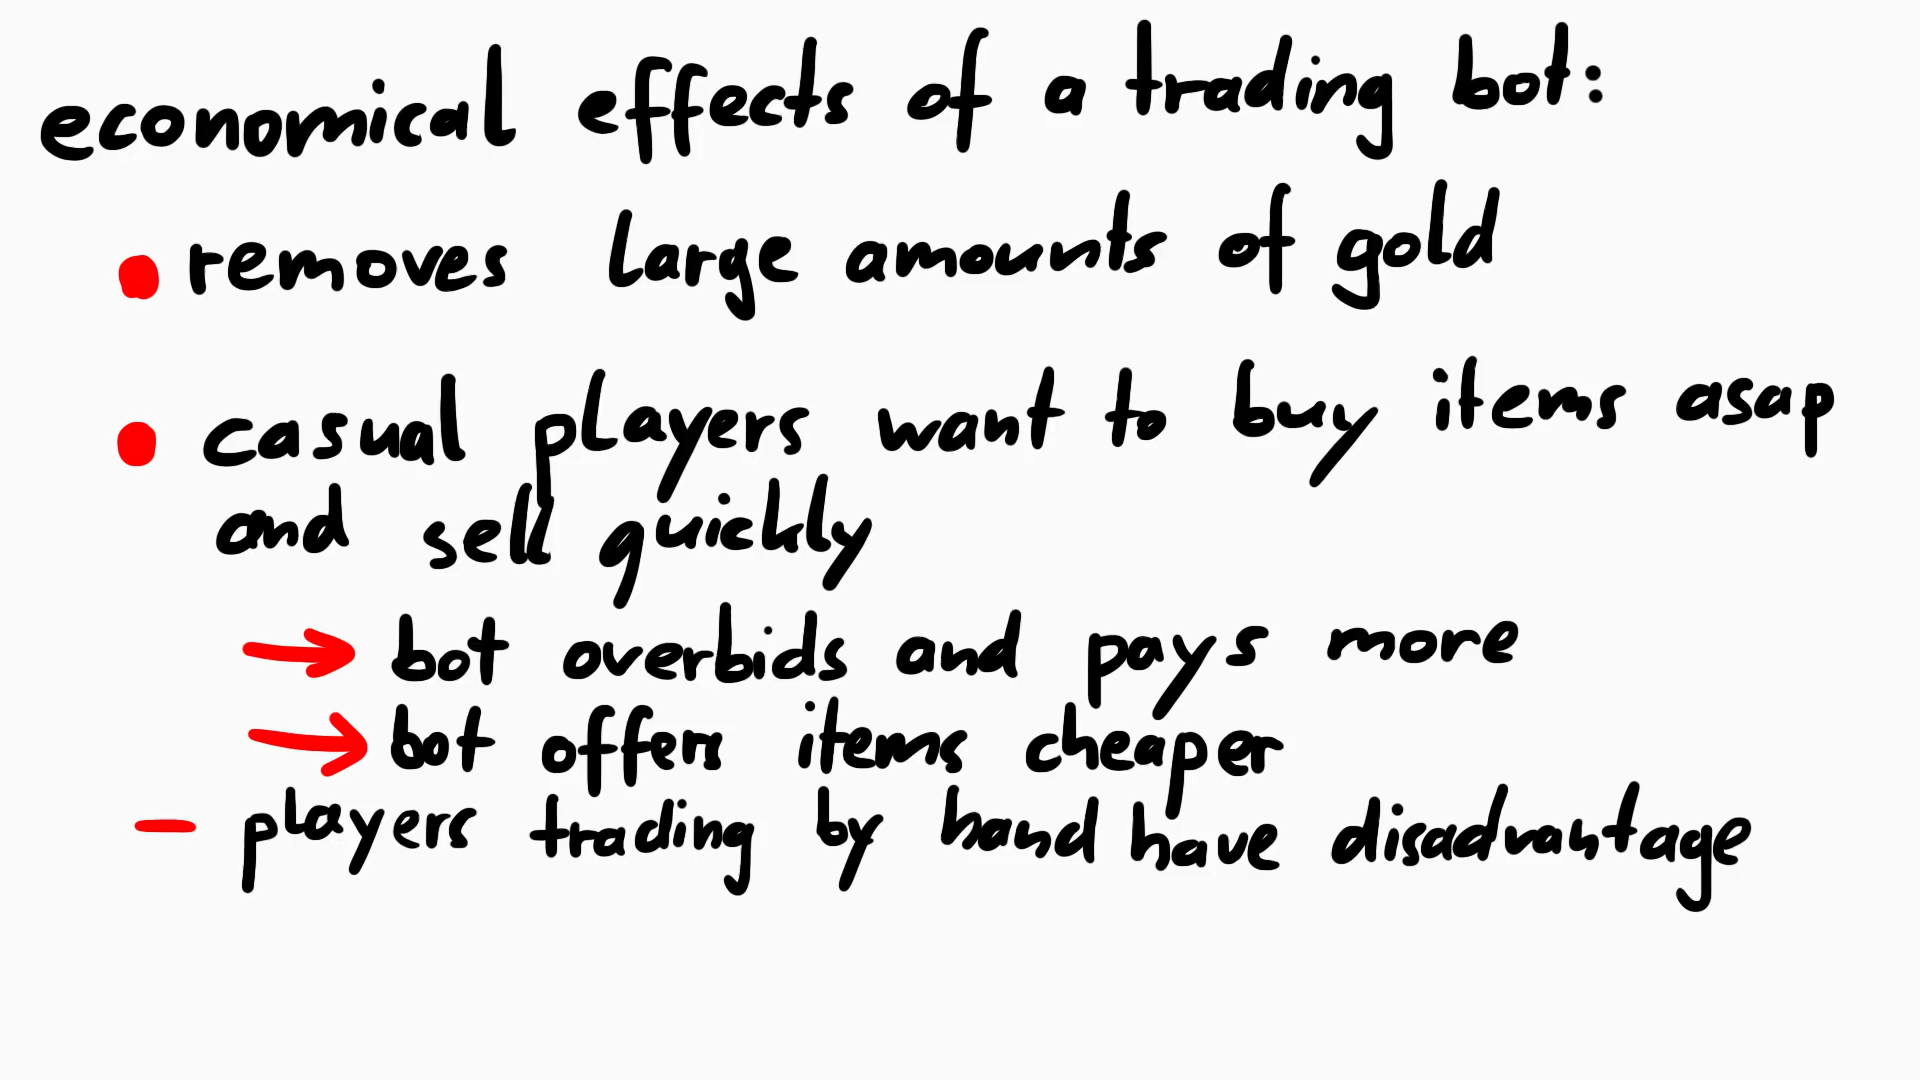 economical effects of a trading bot:
removes large amounts of gold
casual players want to buy items asap
and sell quickly
→ bot overbids and pays more
→ bot offers items cheaper
– players trading by hand have disadvantage